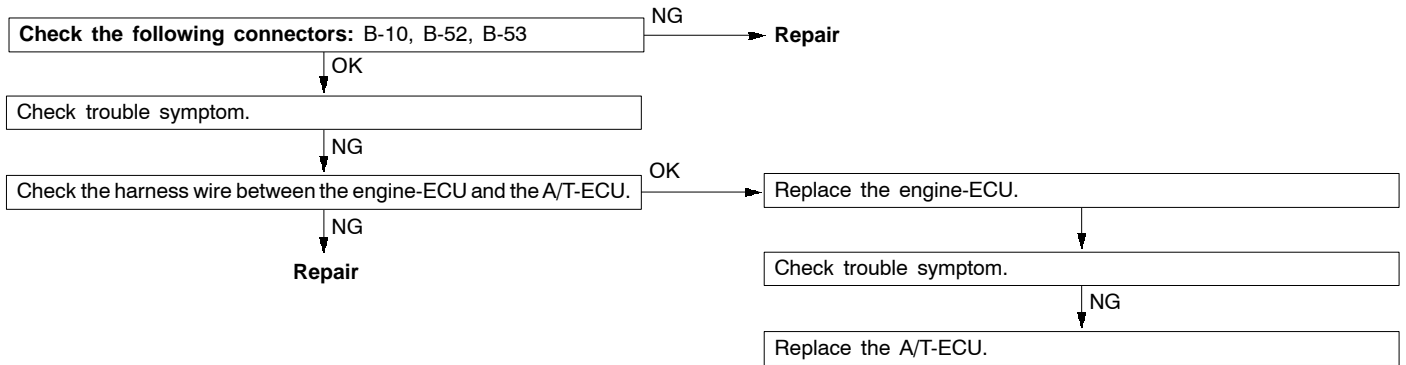 Check the following connectors: B-10, B-52, B-53
NG
Repair
OK
Check trouble symptom.
NG
Check the harness wire between the engine-ECU and the A/T-ECU.
OK
Replace the engine-ECU.
NG
Repair
Check trouble symptom.
NG
Replace the A/T-ECU.